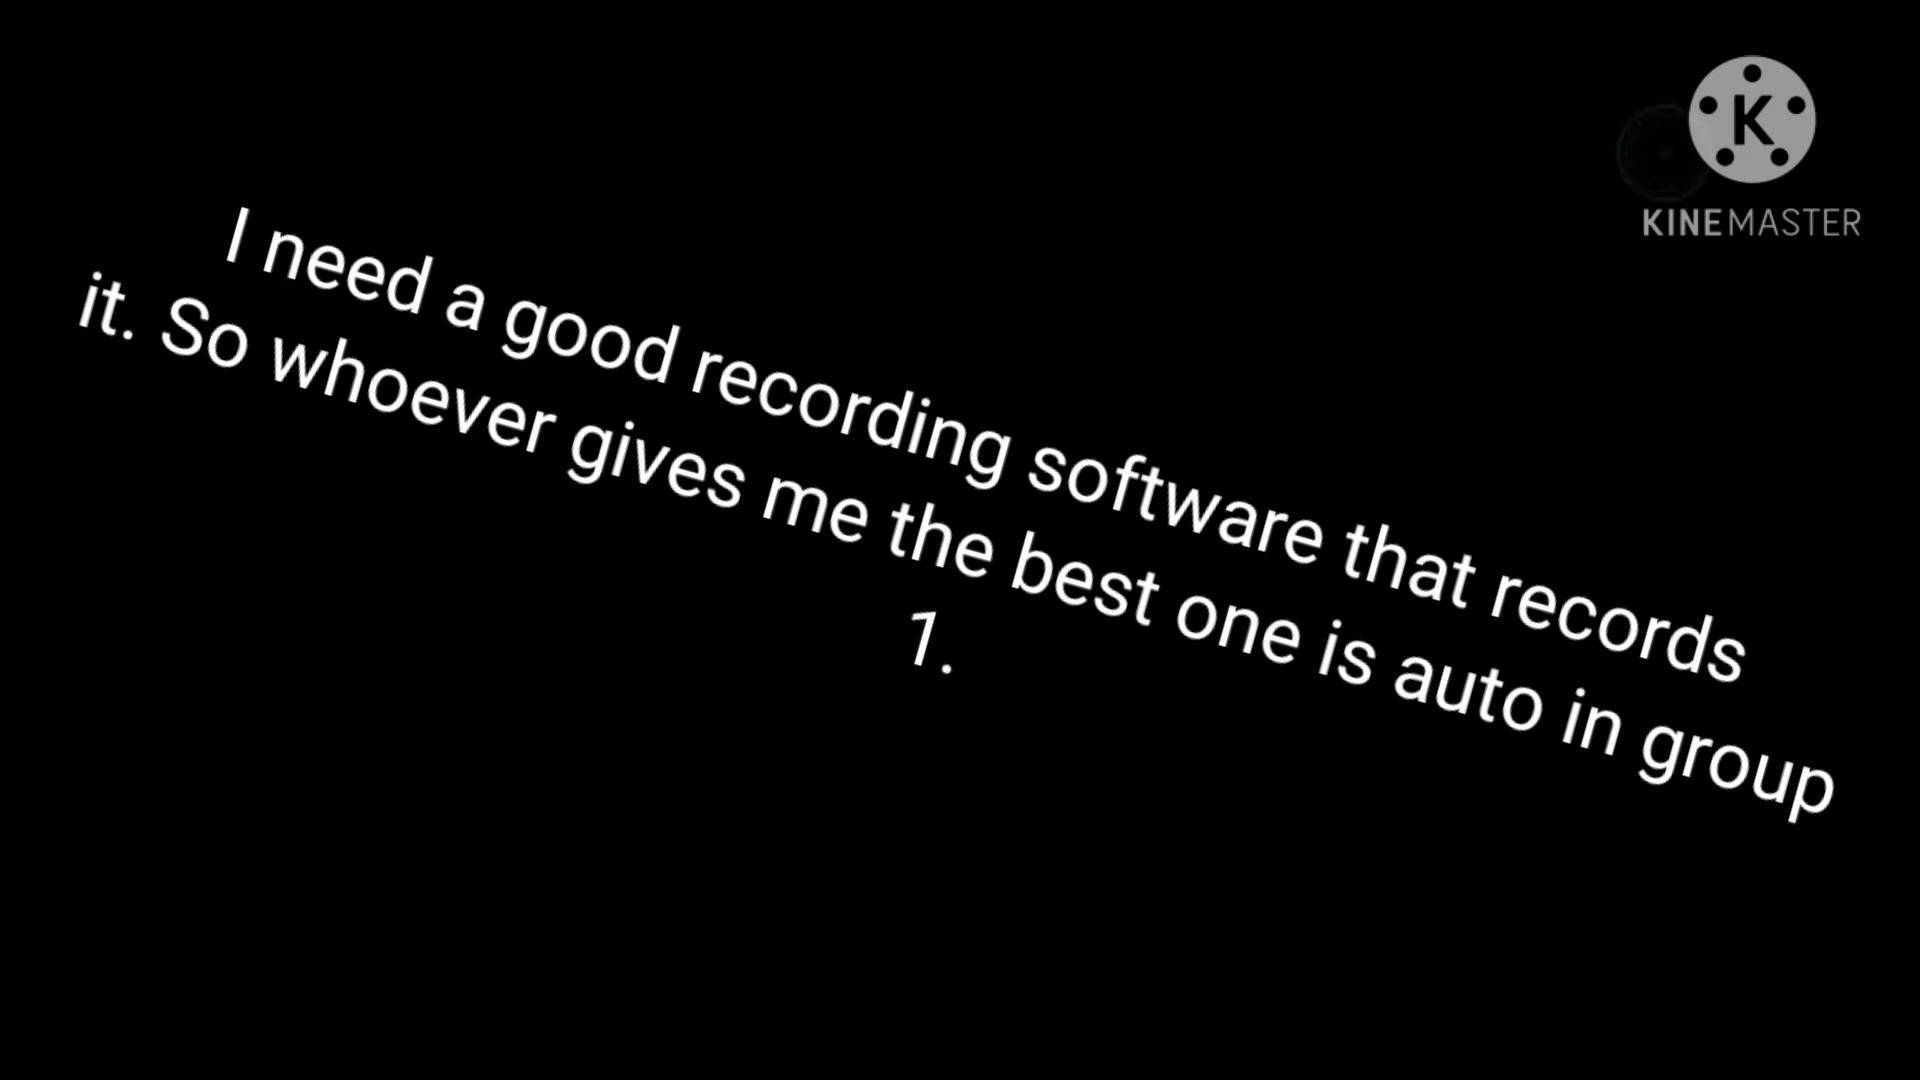 K
KINEMASTER
I need a good recording software that records
it. So whoever gives me the best one is auto in group
1.